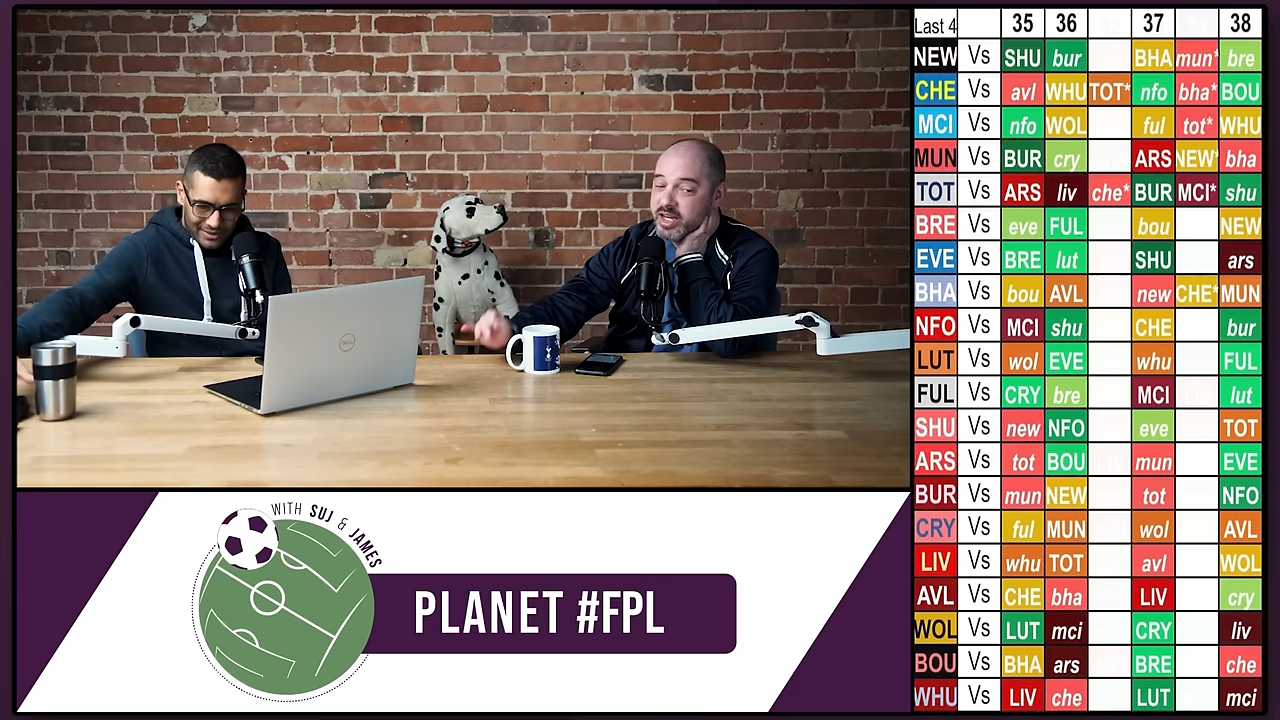 Last 4 35 36 37 38
NEW Vs SHU bur BHA mun* bre
CHE Vs avl WHU TOT* nfo bha* BOU
MCI Vs nfo WOL ful tot* WHU
MUN Vs BUR cry ARS NEW* bha
TOT Vs ARS liv che* BUR MCI* shu
BRE Vs eve FUL bou NEW
EVE Vs BRE lut SHU ars
BHA Vs bou AVL new CHE* MUN
NFO Vs MCI shu CHE bur
LUT Vs wol EVE whu FUL
FUL Vs CRY bre MCI lut
SHU Vs new NFO eve TOT
ARS Vs tot BOU mun EVE
BUR Vs mun NEW tot NFO
CRY Vs ful MUN wol AVL
LIV Vs whu TOT avl WOL
AVL Vs CHE bha LIV cry
WOL Vs LUT mci CRY liv
BOU Vs BHA ars BRE che
WHU Vs LIV che LUT mci
DELL
WITH SUJ & JAMES
PLANET #FPL